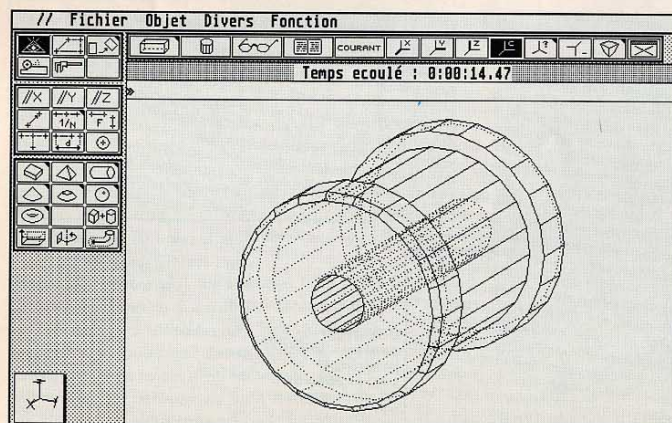 // Fichier Objet Divers Fonction
COURANT X Y Z C ?
Temps ecoulé : 0:00:14.47
//X //Y //Z
1/N F
d
X